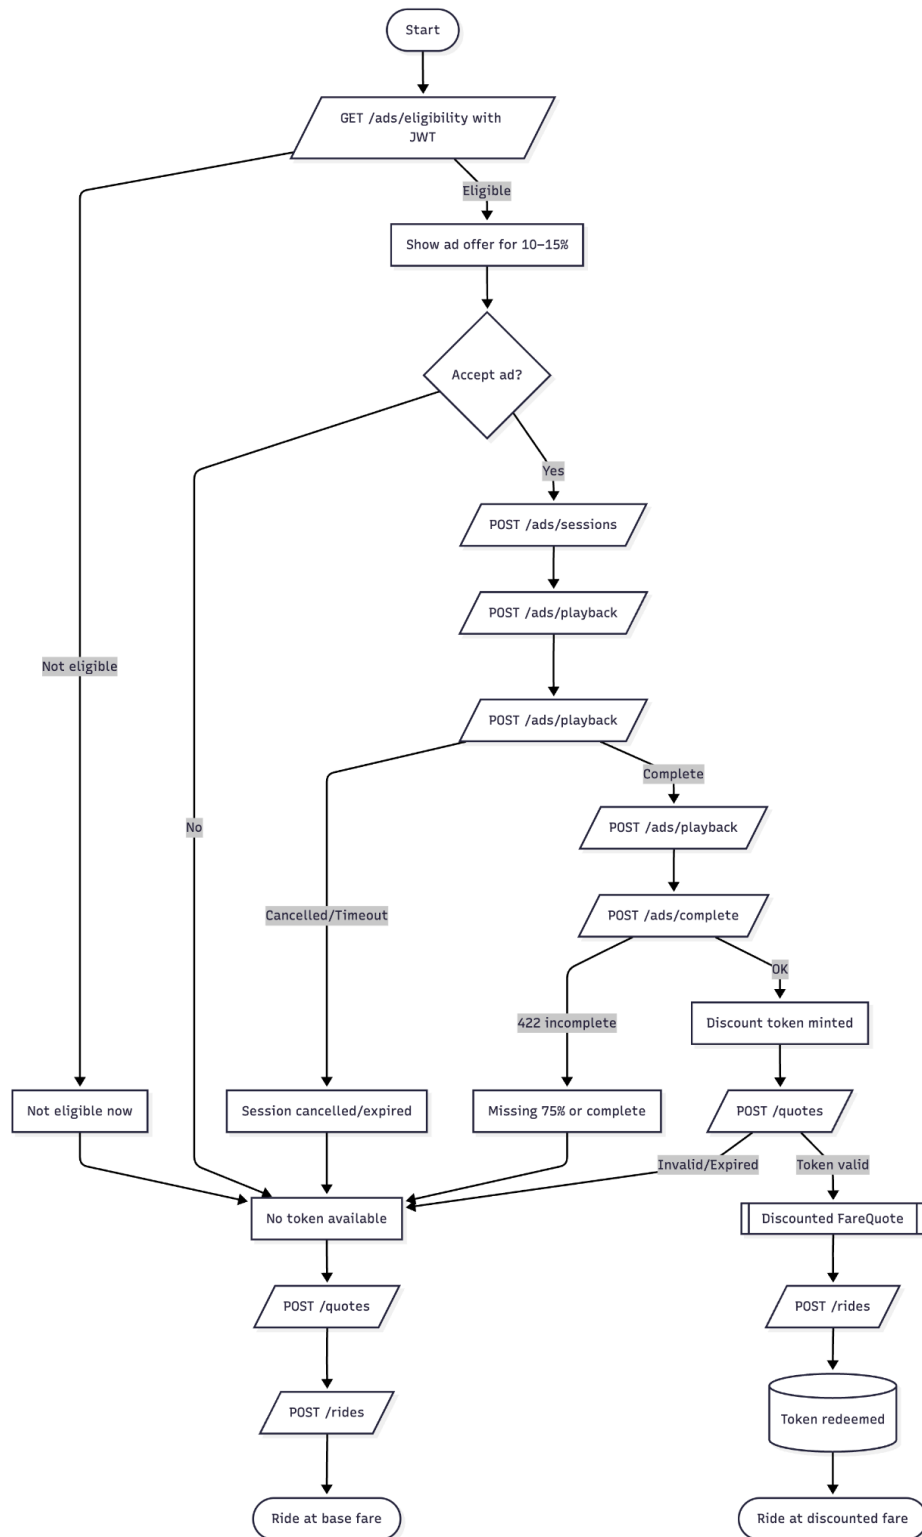 Start
GET /ads/eligibility with
JWT
Eligible
Show ad offer for 10–15%
Accept ad?
Yes
POST /ads/sessions
POST /ads/playback
Not eligible
POST /ads/playback
Complete
No
POST /ads/playback
Cancelled/Timeout
POST /ads/complete
OK
422 incomplete
Discount token minted
Not eligible now
Session cancelled/expired
Missing 75% or complete
POST /quotes
Invalid/Expired
Token valid
No token available
Discounted FareQuote
POST /quotes
POST /rides
POST /rides
Token redeemed
Ride at base fare
Ride at discounted fare